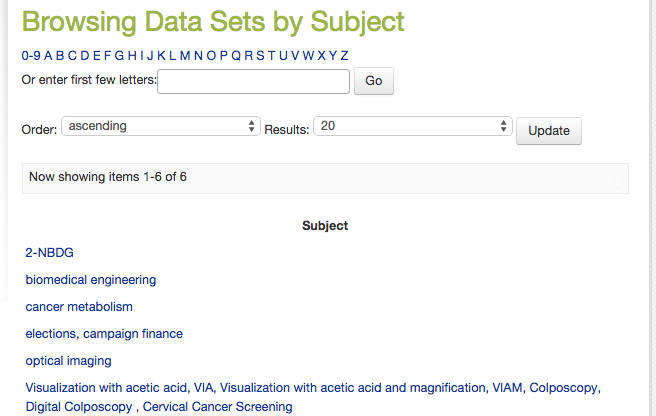 Browsing Data Sets by Subject
0-9 A B C D E F G H I J K L M N O P Q R S T U V W X Y Z
Or enter first few letters: Go
Order: ascending Results: 20 Update
Now showing items 1-6 of 6
Subject
2-NBDG
biomedical engineering
cancer metabolism
elections, campaign finance
optical imaging
Visualization with acetic acid, VIA, Visualization with acetic acid and magnification, VIAM, Colposcopy,
Digital Colposcopy , Cervical Cancer Screening